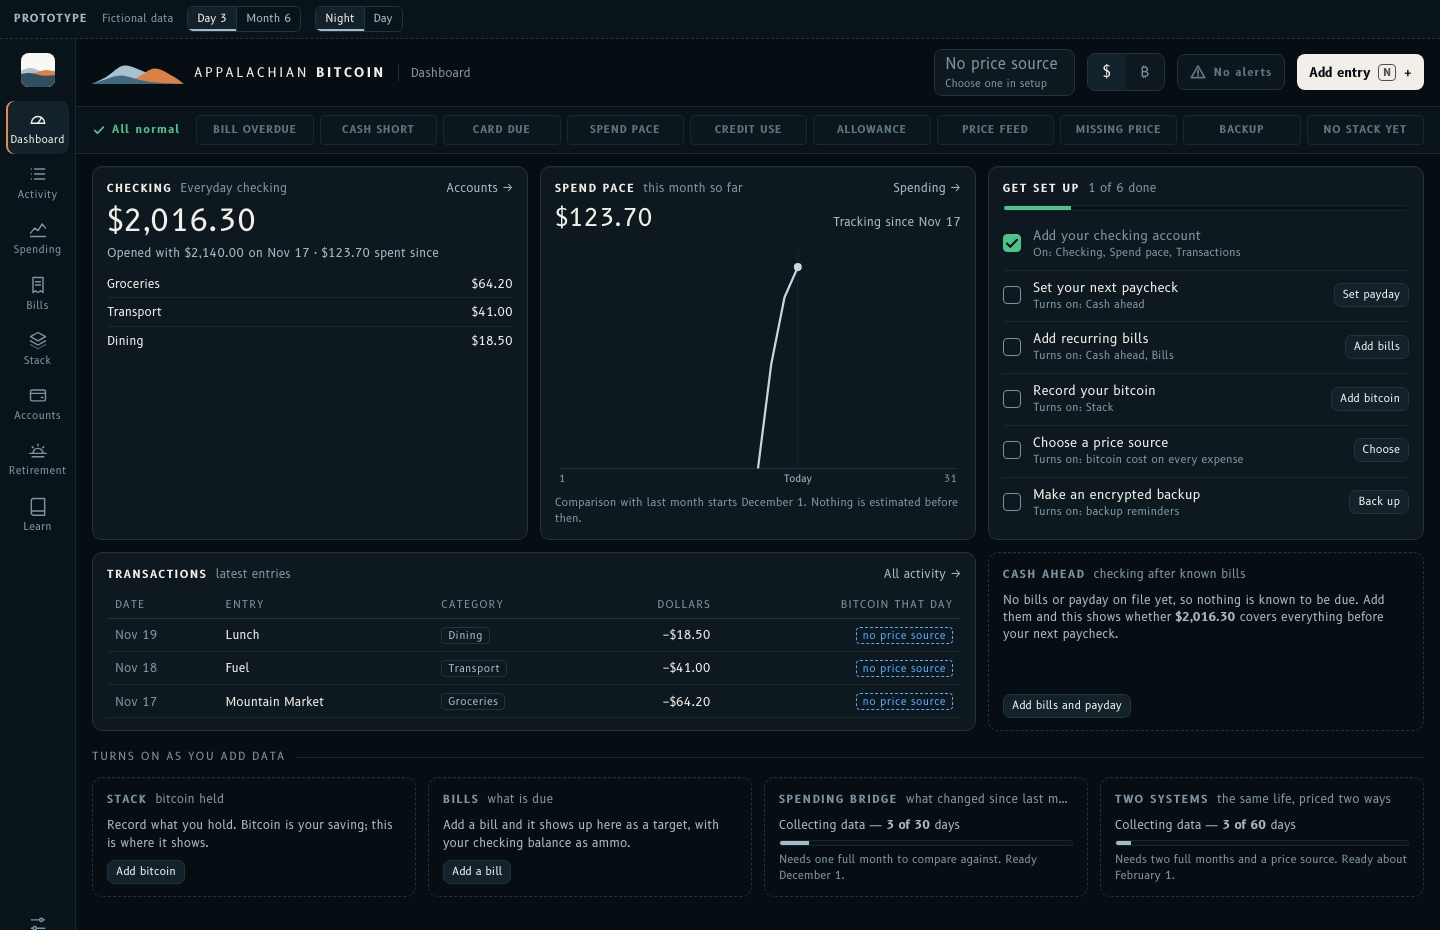 PROTOTYPE Fictional data Day 3 Month 6 Night Day
APPALACHIAN BITCOIN Dashboard
No price source
Choose one in setup
$ ₿
No alerts
Add entry N +
All normal BILL OVERDUE CASH SHORT CARD DUE SPEND PACE CREDIT USE ALLOWANCE PRICE FEED MISSING PRICE BACKUP NO STACK YET
Dashboard
Activity
Spending
Bills
Stack
Accounts
Retirement
Learn
CHECKING Everyday checking Accounts →
$2,016.30
Opened with $2,140.00 on Nov 17 · $123.70 spent since
Groceries $64.20
Transport $41.00
Dining $18.50
SPEND PACE this month so far Spending →
$123.70 Tracking since Nov 17
1 Today 31
Comparison with last month starts December 1. Nothing is estimated before
then.
GET SET UP 1 of 6 done
Add your checking account
On: Checking, Spend pace, Transactions
Set your next paycheck
Turns on: Cash ahead
Set payday
Add recurring bills
Turns on: Cash ahead, Bills
Add bills
Record your bitcoin
Turns on: Stack
Add bitcoin
Choose a price source
Turns on: bitcoin cost on every expense
Choose
Make an encrypted backup
Turns on: backup reminders
Back up
TRANSACTIONS latest entries All activity →
DATE ENTRY CATEGORY DOLLARS BITCOIN THAT DAY
Nov 19 Lunch Dining −$18.50 no price source
Nov 18 Fuel Transport −$41.00 no price source
Nov 17 Mountain Market Groceries −$64.20 no price source
CASH AHEAD checking after known bills
No bills or payday on file yet, so nothing is known to be due. Add
them and this shows whether $2,016.30 covers everything before
your next paycheck.
Add bills and payday
TURNS ON AS YOU ADD DATA
STACK bitcoin held
Record what you hold. Bitcoin is your saving; this
is where it shows.
Add bitcoin
BILLS what is due
Add a bill and it shows up here as a target, with
your checking balance as ammo.
Add a bill
SPENDING BRIDGE what changed since last m…
Collecting data — 3 of 30 days
Needs one full month to compare against. Ready
December 1.
TWO SYSTEMS the same life, priced two ways
Collecting data — 3 of 60 days
Needs two full months and a price source. Ready about
February 1.